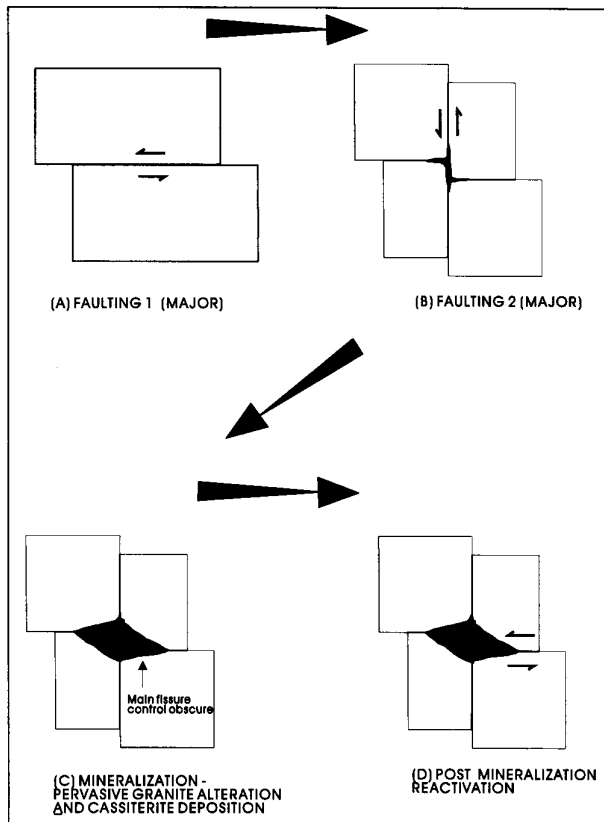 (A) FAULTING 1 (MAJOR)
(B) FAULTING 2 (MAJOR)
Main fissure
control obscure
(C) MINERALIZATION -
PERVASIVE GRANITE ALTERATION
AND CASSITERITE DEPOSITION
(D) POST MINERALIZATION
REACTIVATION